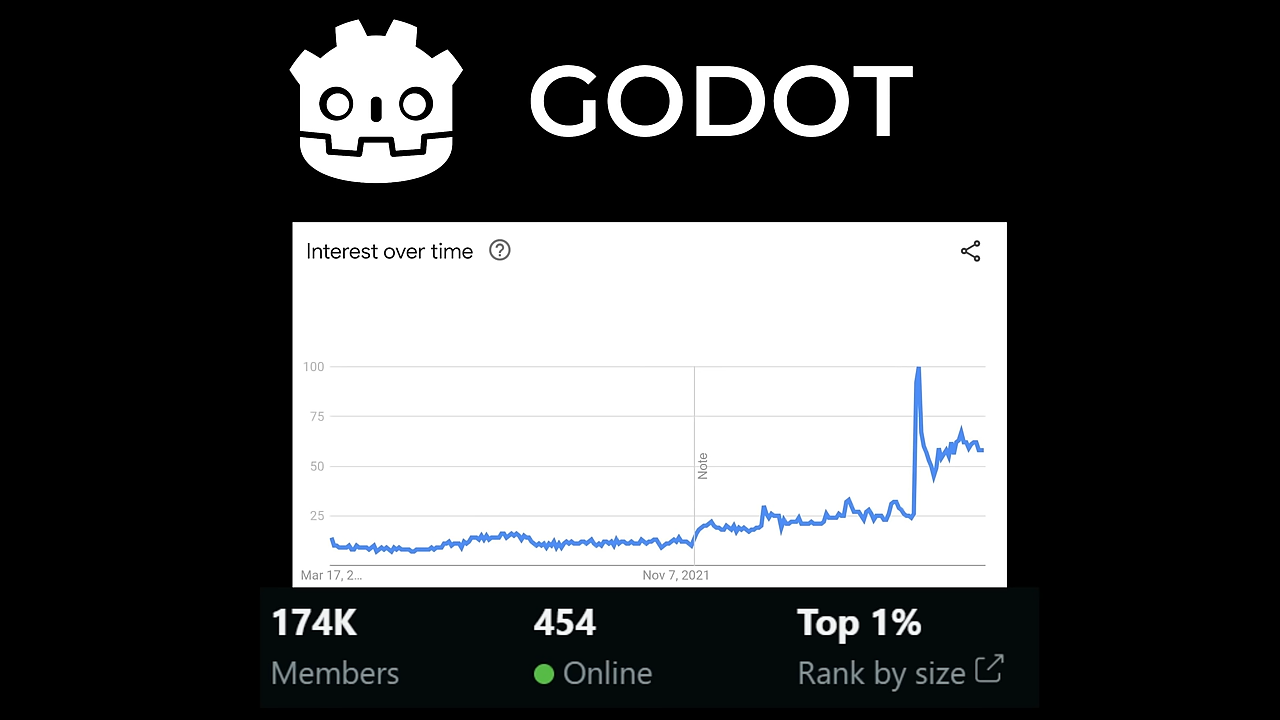 GODOT
Interest over time ?
100
75
50
25
Note
Mar 17, 2... Nov 7, 2021
174K 454 Top 1%
Members Online Rank by size